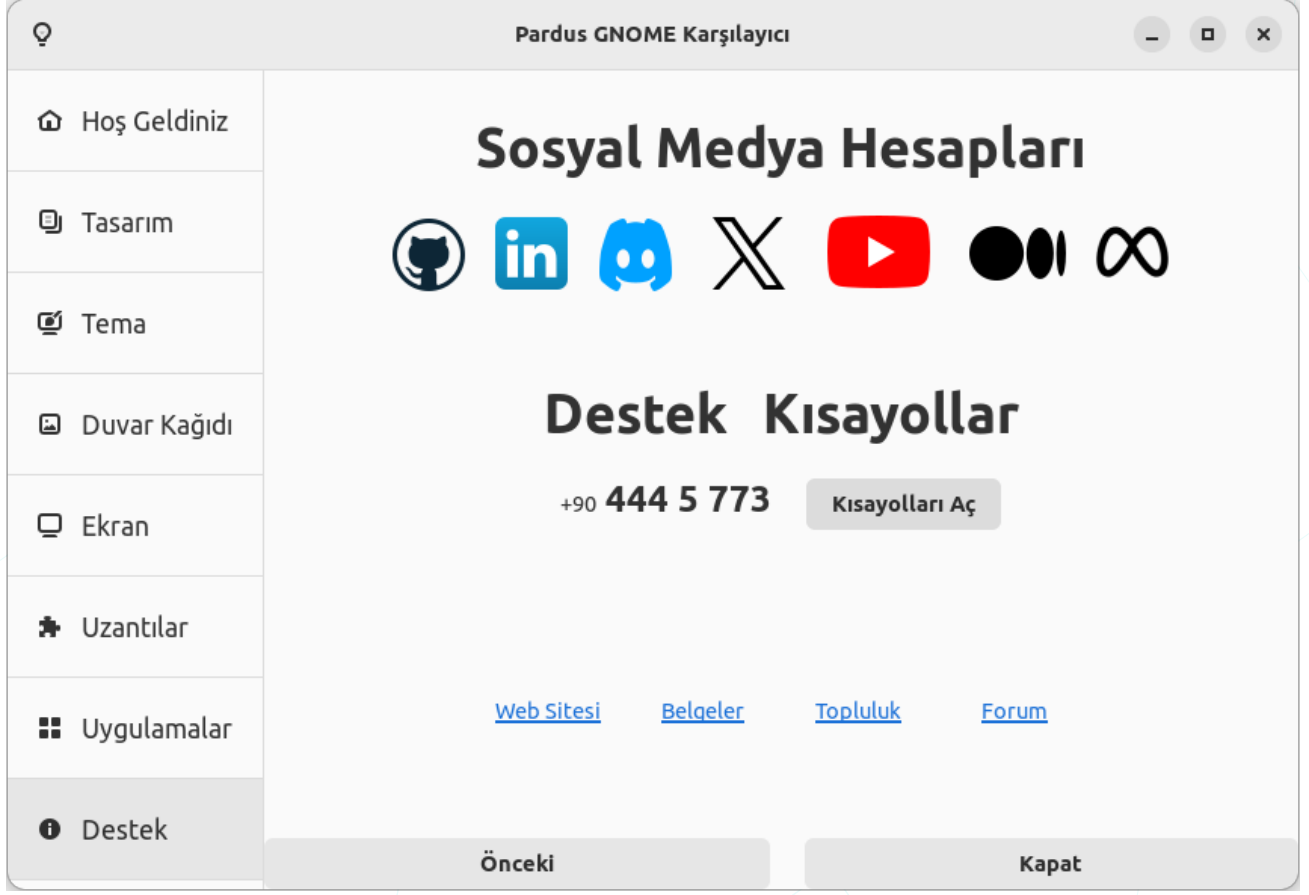 Pardus GNOME Karşılayıcı
Hoş Geldiniz
Tasarım
Tema
Duvar Kağıdı
Ekran
Uzantılar
Uygulamalar
Destek
Sosyal Medya Hesapları
in
Destek Kısayollar
+90 444 5 773 Kısayolları Aç
Web Sitesi Belgeler Topluluk Forum
Önceki Kapat